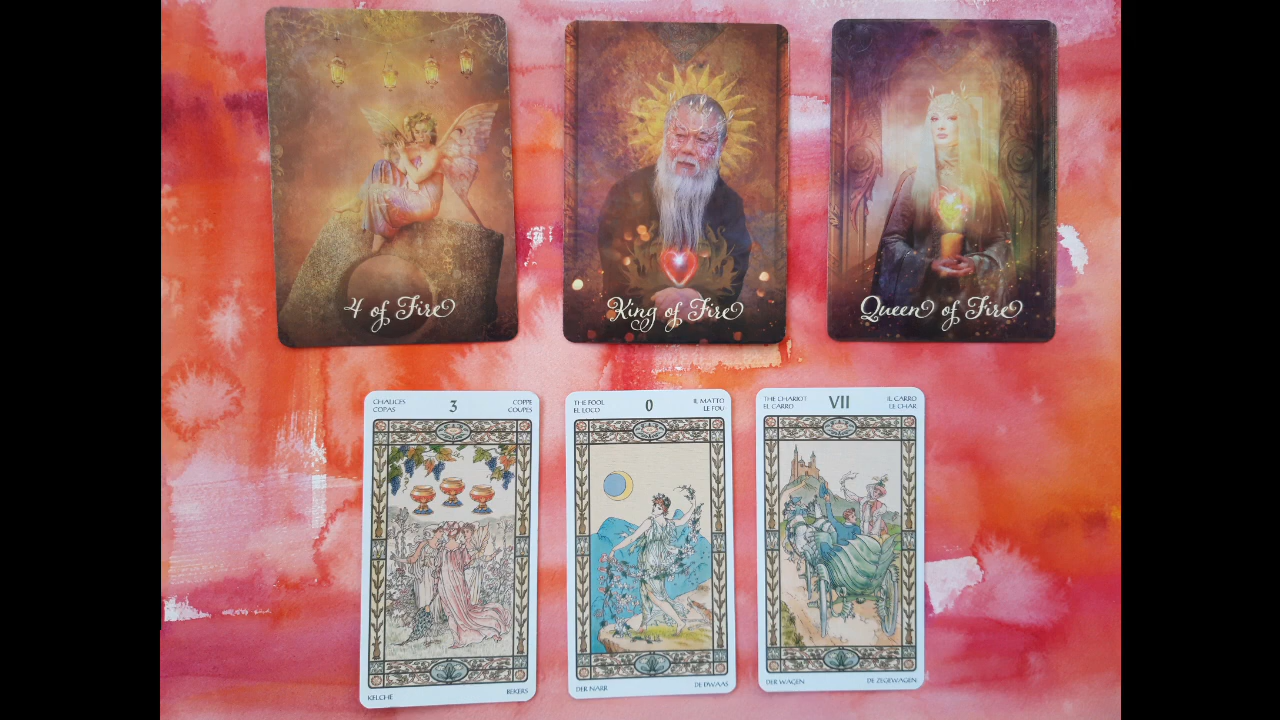 4 of Fire
King of Fire
Queen of Fire
CHALICES
COPAS
3
COPPE
COUPES
KELCHE
BEKERS
THE FOOL
EL LOCO
0
IL MATTO
LE FOU
DER NARR
DE DWAAS
THE CHARIOT
EL CARRO
VII
IL CARRO
LE CHAR
DER WAGEN
DE ZEGEWAGEN